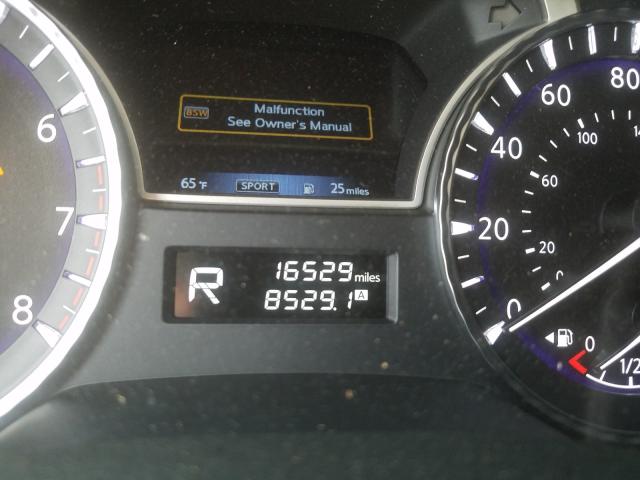 BSW Malfunction
See Owner's Manual
65°F SPORT 25 miles
R
16529 miles
8529.1 A
6
7
8
0
20
40
60
80
0
20
60
100
0
1/2